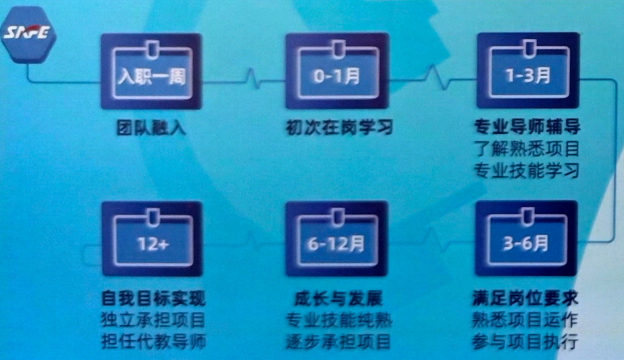 SAFE
入职一周
团队融入
0-1月
初次在岗学习
1-3月
专业导师辅导
了解熟悉项目
专业技能学习
3-6月
满足岗位要求
熟悉项目运作
参与项目执行
6-12月
成长与发展
专业技能纯熟
逐步承担项目
12+
自我目标实现
独立承担项目
担任代教导师